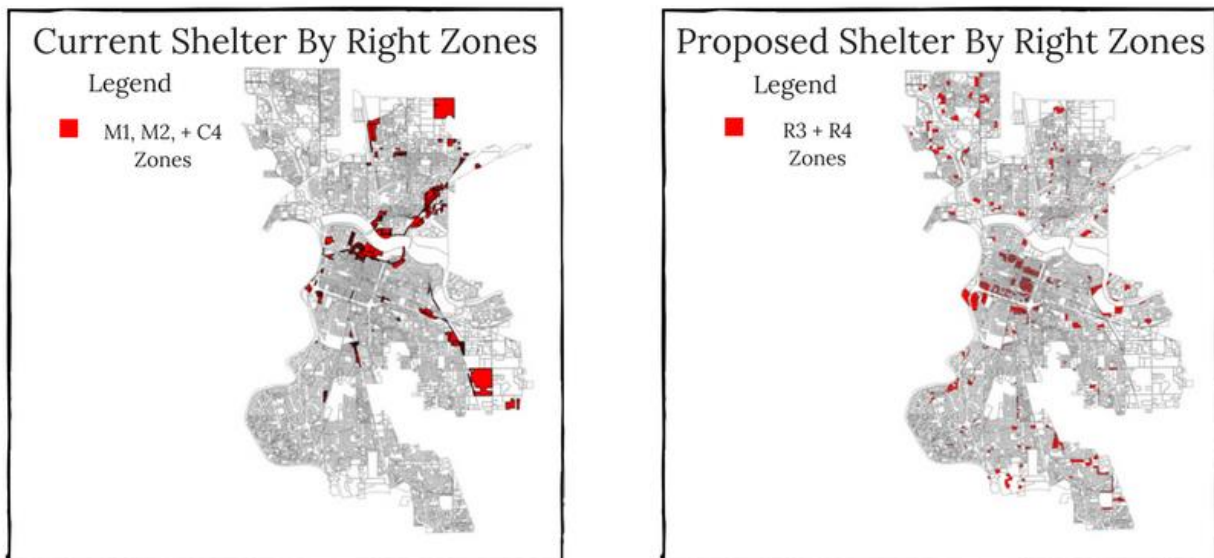 Current Shelter By Right Zones
Legend
M1, M2, + C4
Zones
Proposed Shelter By Right Zones
Legend
R3 + R4
Zones